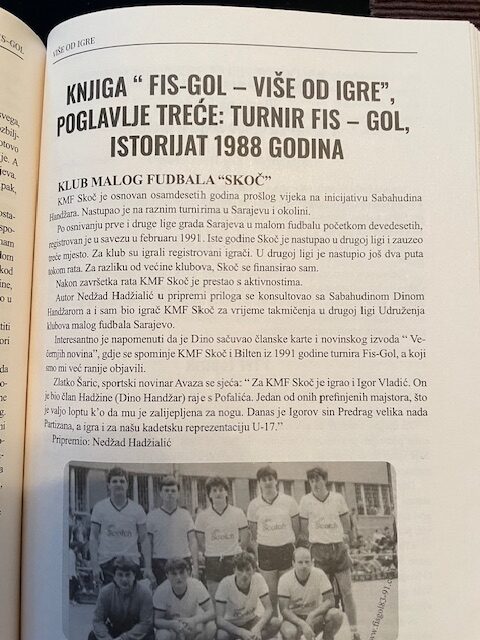 S-GOL
VIŠE OD IGRE
KNJIGA “ FIS-GOL – VIŠE OD IGRE”,
POGLAVLJE TREĆE: TURNIR FIS – GOL,
ISTORIJAT 1988 GODINA
KLUB MALOG FUDBALA “SKOČ”
KMF Skoč je osnovan osamdesetih godina prošlog vijeka na inicijativu Sabahudina
Handžara. Nastupao je na raznim turnirima u Sarajevu i okolini.
Po osnivanju prve i druge lige grada Sarajeva u malom fudbalu početkom devedesetih,
registrovan je u savezu u februaru 1991. Iste godine Skoč je nastupao u drugoj ligi i zauzeo
treće mjesto. Za klub su igrali registrovani igrači. U drugoj ligi je nastupio još dva puta
tokom rata. Za razliku od većine klubova, Skoč se finansirao sam.
Nakon završetka rata KMF Skoč je prestao s aktivnostima.
Autor Nedžad Hadžialić u pripremi priloga se konsultovao sa Sabahudinom Dinom
Handžarom a i sam bio igrač KMF Skoč za vrijeme takmičenja u drugoj ligi Udruženja
klubova malog fudbala Sarajevo.
Interesantno je napomenuti da je Dino sačuvao članske karte i novinskog izvoda “ Ve-
černjih novina”, gdje se spominje KMF Skoč i Bilten iz 1991 godine turnira Fis-Gol, a koji
smo mi već ranije objavili.
Zlatko Šaric, sportski novinar Avaza se sjeća: “ Za KMF Skoč je igrao i Igor Vladić. On
je bio član Hadžine (Dino Handžar) raje s Pofalića. Jedan od onih prefinjenih majstora, što
je valjo loptu k’o da mu je zalijepljena za nogu. Danas je Igorov sin Predrag velika nada
Partizana, a igra i za našu kadetsku reprezentaciju U-17.”
Pripremio: Nedžad Hadžialić
Scotch
Scotch
Scotch
Scotch
www.fisgol83-91.c